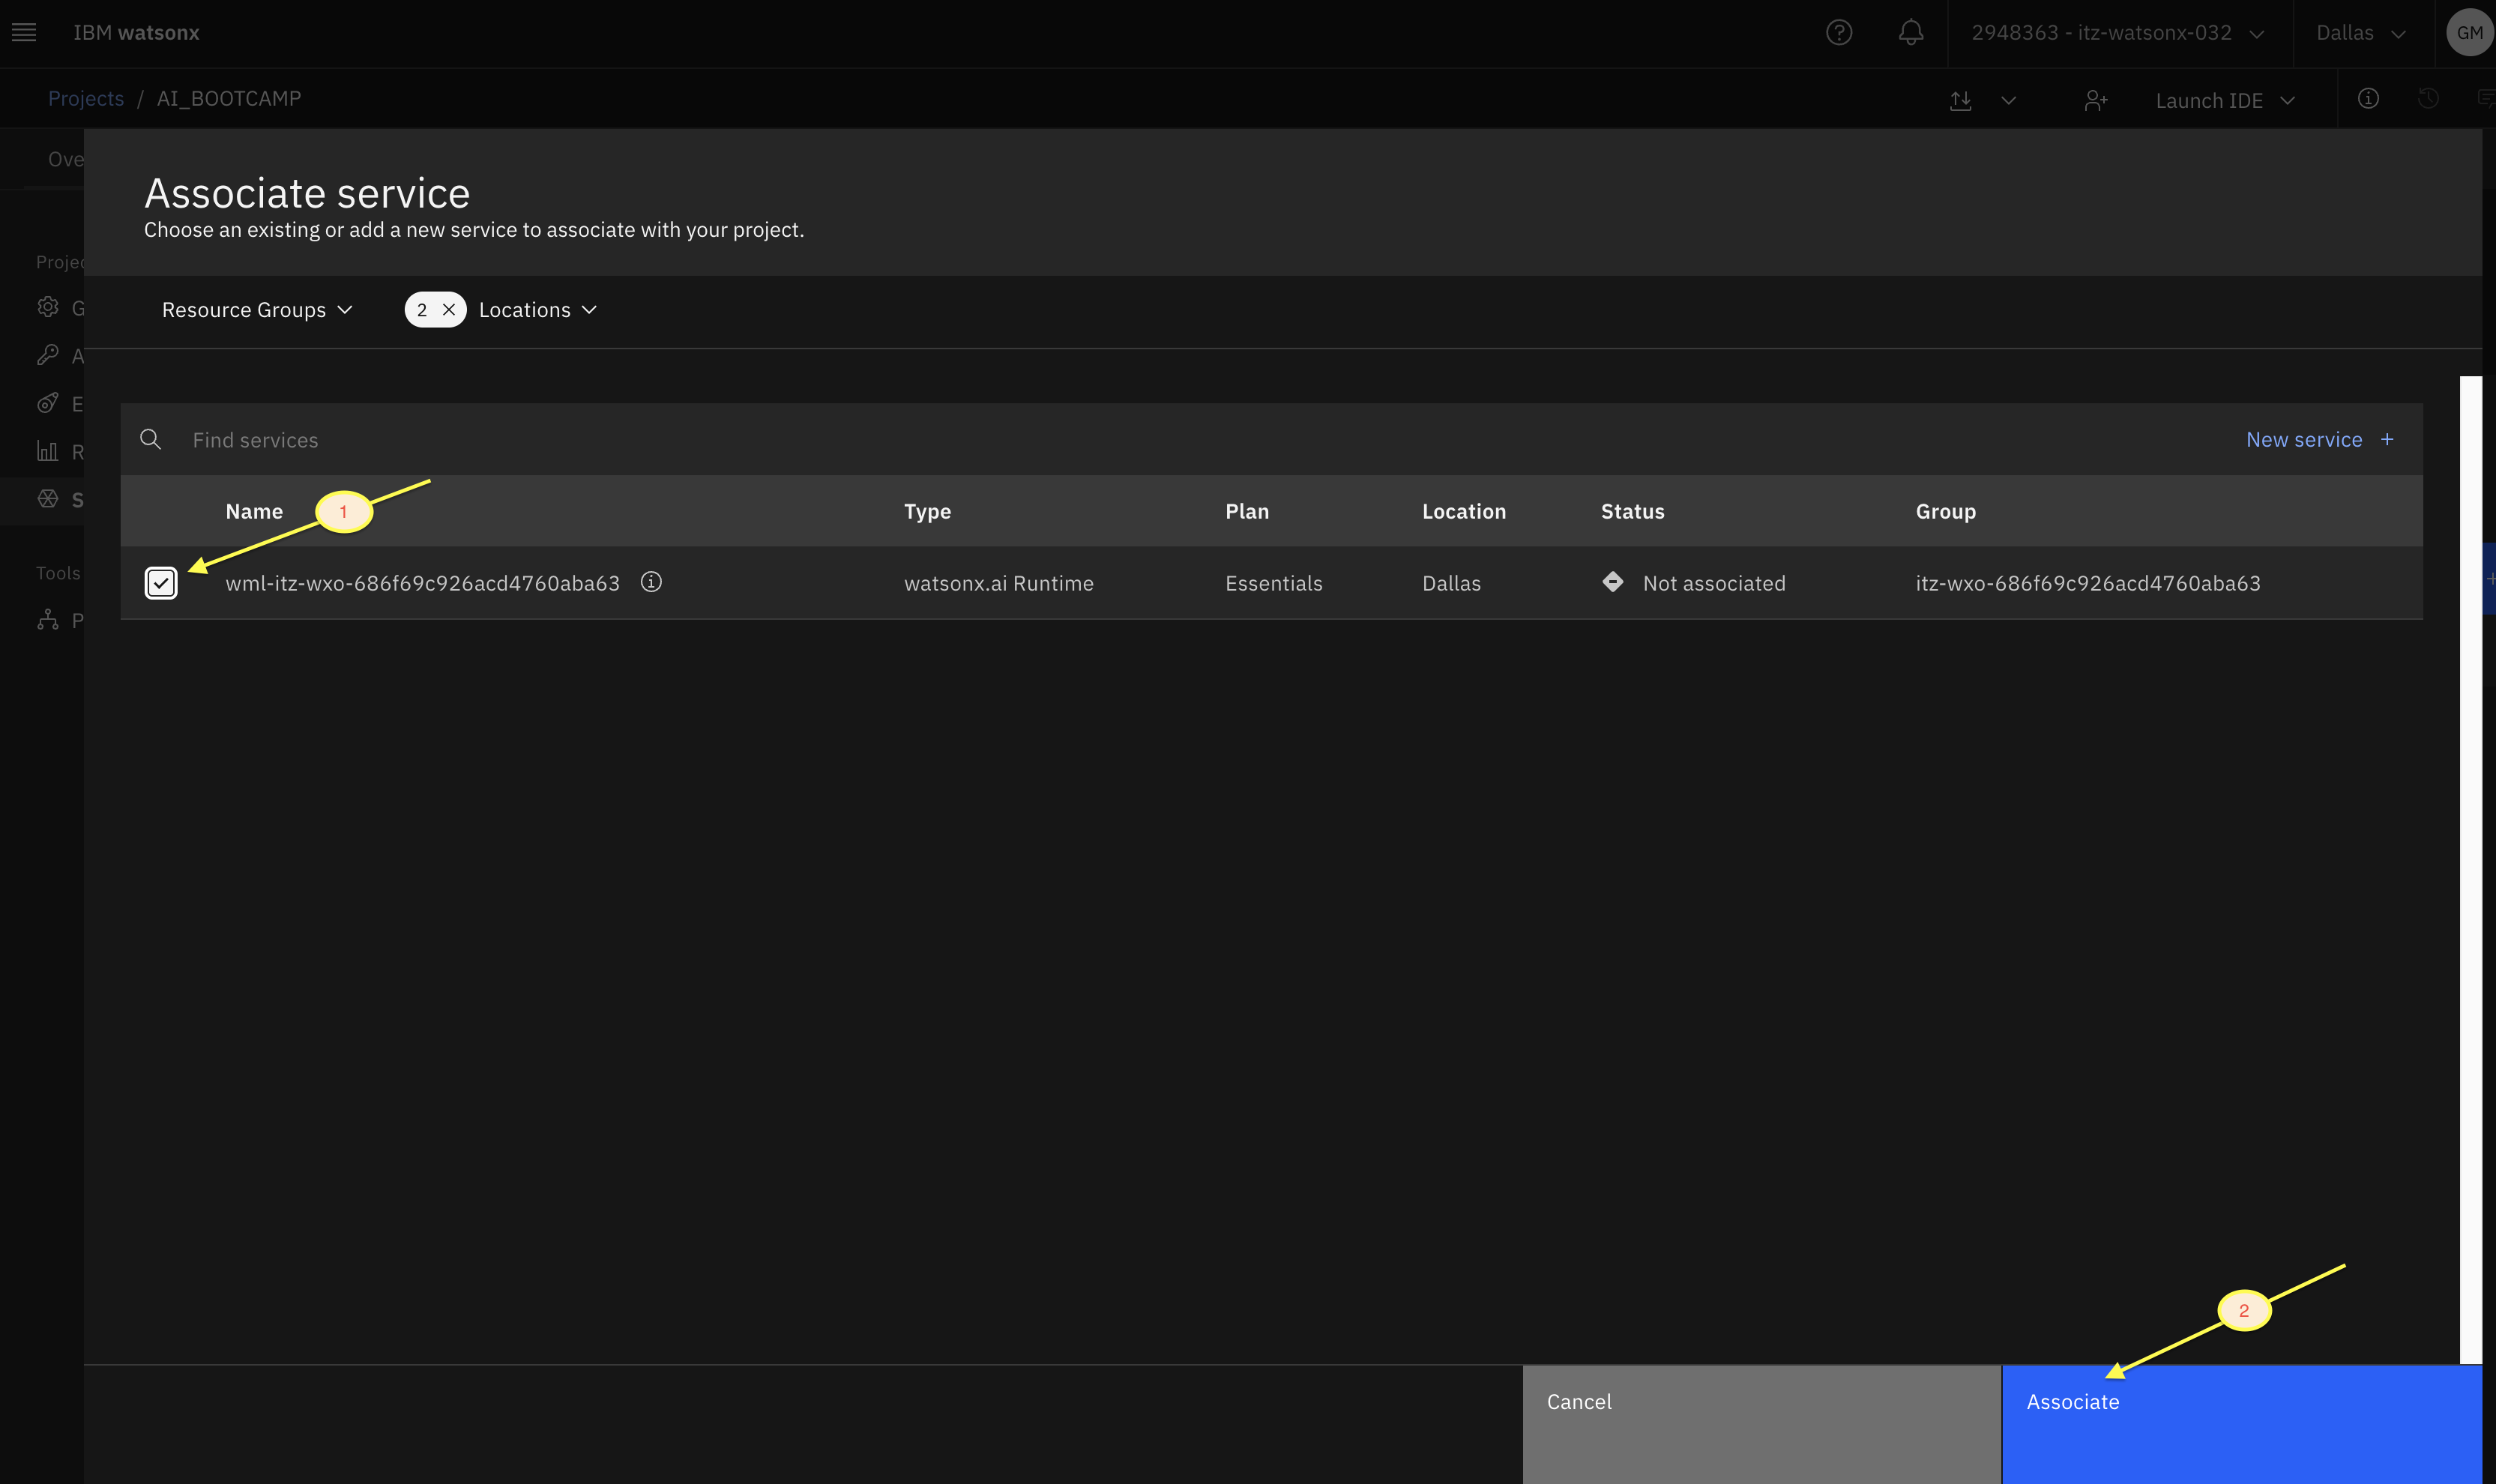 IBM watsonx
2948363 - itz-watsonx-032
Dallas
GM
Projects / AI_BOOTCAMP
Launch IDE
Ove
Associate service
Choose an existing or add a new service to associate with your project.
Projec
Resource Groups
2
Locations
G
A
E
R
S
Find services
New service +
Name
1
Type
Plan
Location
Status
Group
Tools
wml-itz-wxo-686f69c926acd4760aba63
watsonx.ai Runtime
Essentials
Dallas
Not associated
itz-wxo-686f69c926acd4760aba63
P
2
Cancel
Associate